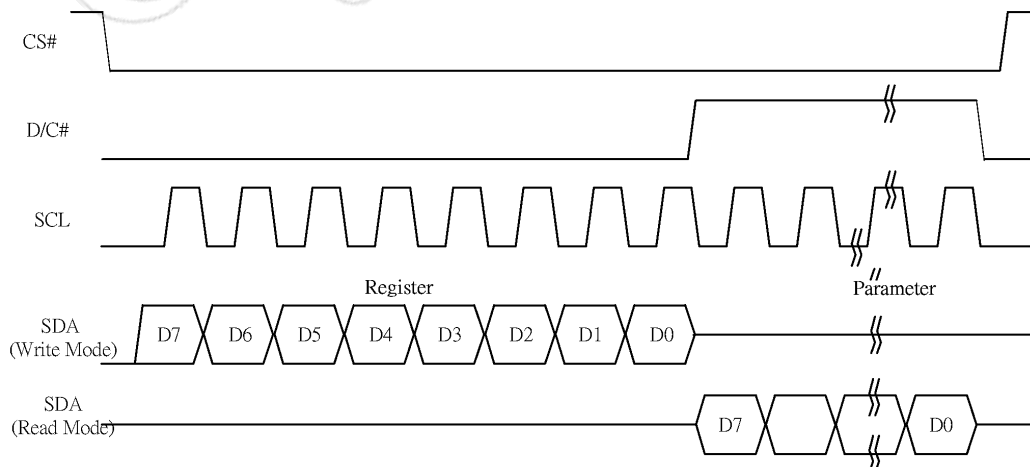 CS#
D/C#
SCL
Register
Parameter
SDA
(Write Mode)
D7 D6 D5 D4 D3 D2 D1 D0
SDA
(Read Mode)
D7 D0